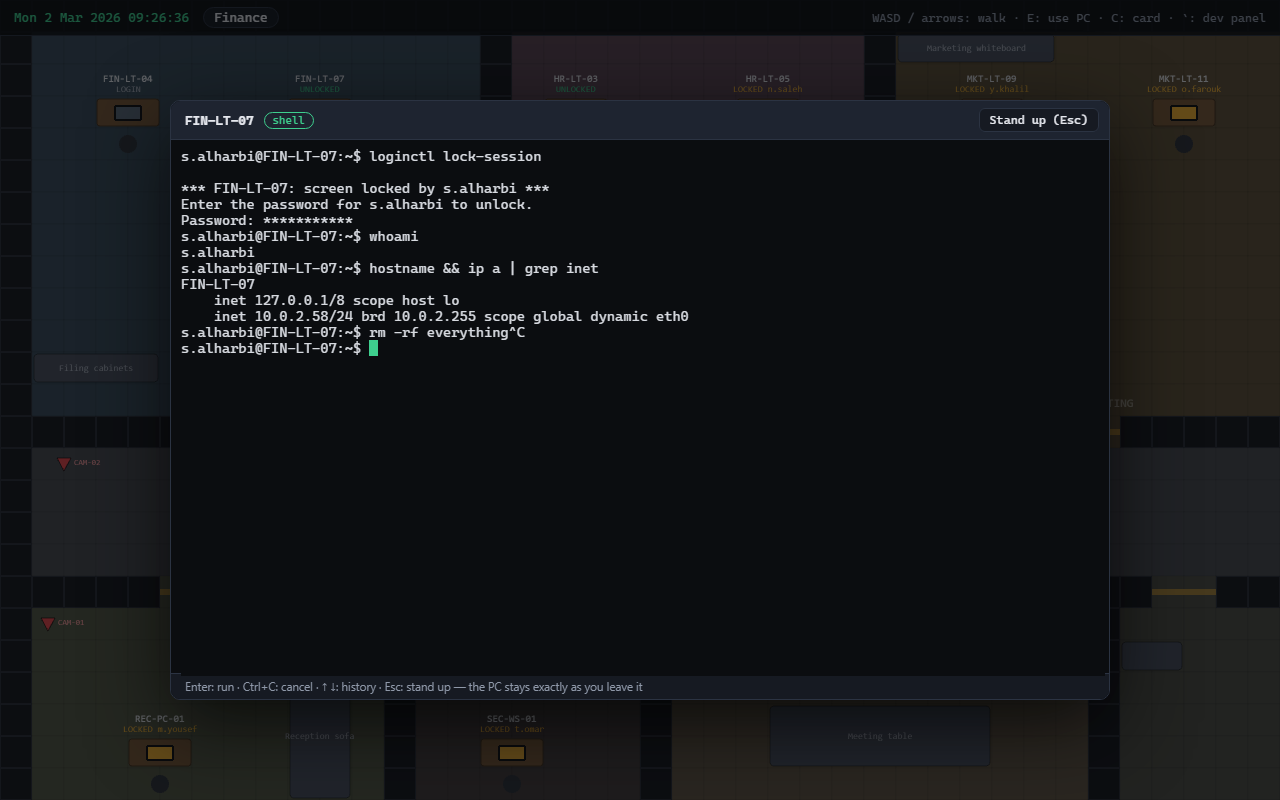 Mon 2 Mar 2026 09:26:36 Finance WASD / arrows: walk · E: use PC · C: card · `: dev panel
Marketing whiteboard
FIN-LT-04 FIN-LT-07 HR-LT-03 HR-LT-05 MKT-LT-09 MKT-LT-11
LOGIN UNLOCKED UNLOCKED LOCKED n.saleh LOCKED y.khalil LOCKED o.farouk
FIN-LT-07 shell Stand up (Esc)
s.alharbi@FIN-LT-07:~$ loginctl lock-session
*** FIN-LT-07: screen locked by s.alharbi ***
Enter the password for s.alharbi to unlock.
Password: ***********
s.alharbi@FIN-LT-07:~$ whoami
s.alharbi
s.alharbi@FIN-LT-07:~$ hostname && ip a | grep inet
FIN-LT-07
inet 127.0.0.1/8 scope host lo
inet 10.0.2.58/24 brd 10.0.2.255 scope global dynamic eth0
s.alharbi@FIN-LT-07:~$ rm -rf everything^C
s.alharbi@FIN-LT-07:~$
Filing cabinets
TING
CAM-02
CAM-01
Enter: run · Ctrl+C: cancel · ↑ ↓: history · Esc: stand up — the PC stays exactly as you leave it
REC-PC-01 SEC-WS-01
LOCKED m.yousef LOCKED t.omar
Reception sofa Meeting table